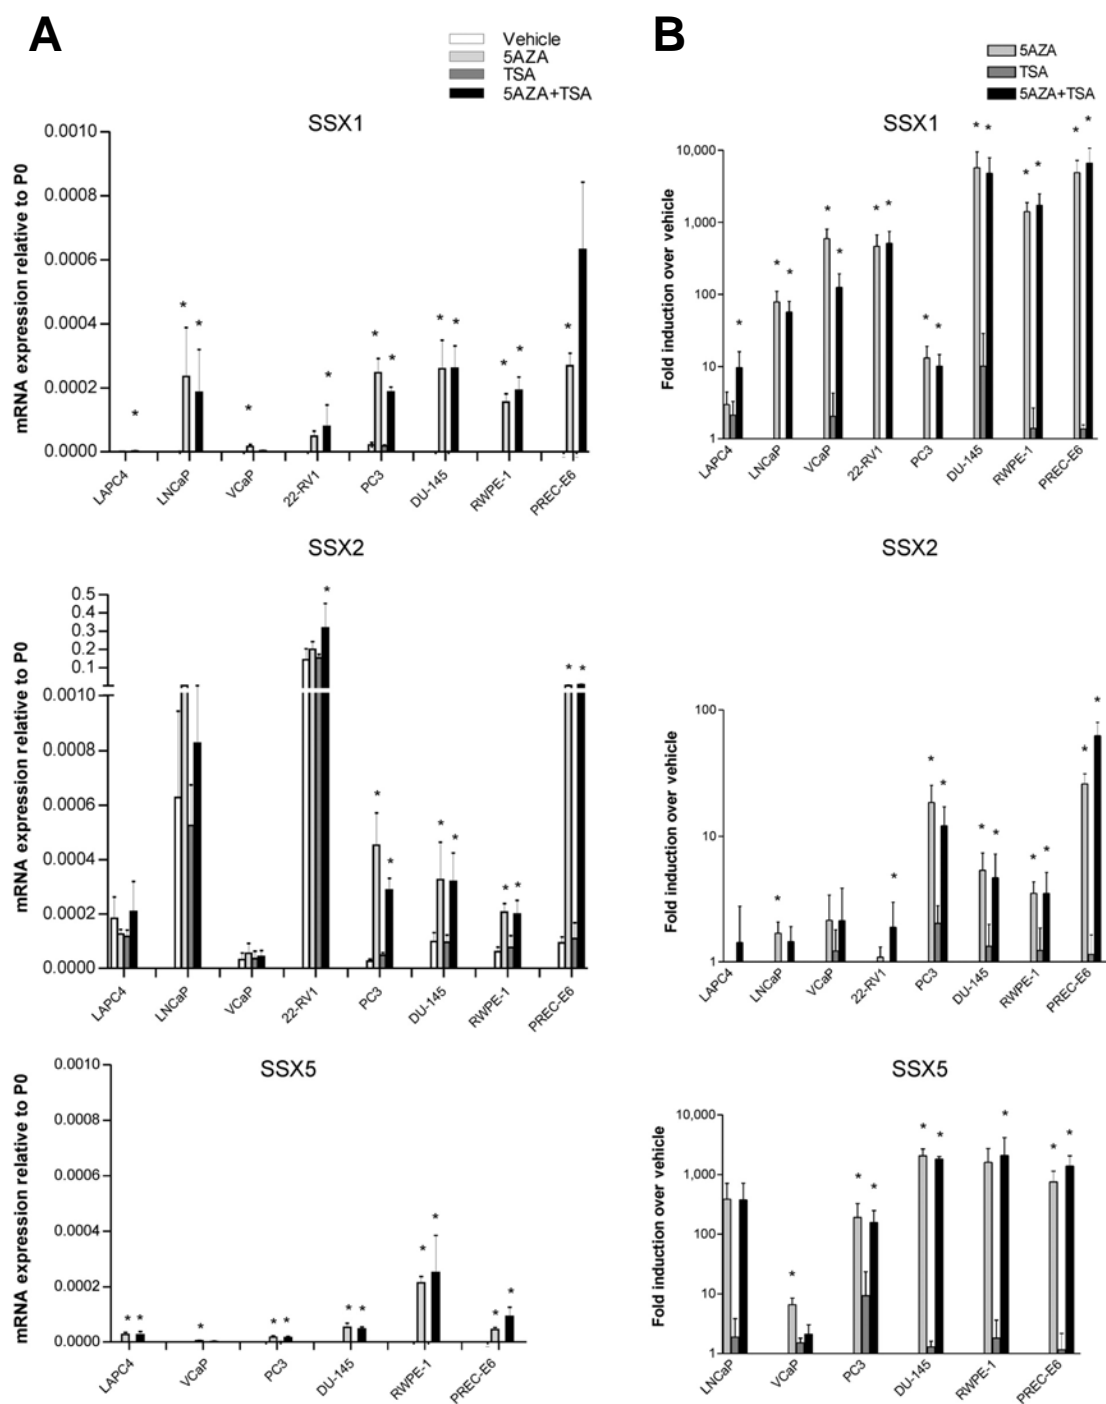 A
Vehicle
5AZA
TSA
5AZA+TSA
SSX1
mRNA expression relative to P0
0.0010
0.0008
0.0006
0.0004
0.0002
0.0000
* * * * * * * * * * * * *
LAPC4 LNCaP VCaP 22-RV1 PC3 DU-145 RWPE-1 PREC-E6
SSX2
mRNA expression relative to P0
0.5
0.4
0.3
0.2
0.1
0.0010
0.0008
0.0006
0.0004
0.0002
0.0000
* * * * * * * * *
LAPC4 LNCaP VCaP 22-RV1 PC3 DU-145 RWPE-1 PREC-E6
SSX5
mRNA expression relative to P0
0.0010
0.0008
0.0006
0.0004
0.0002
0.0000
* * * * * * * * * * *
LAPC4 VCaP PC3 DU-145 RWPE-1 PREC-E6
B
5AZA
TSA
5AZA+TSA
SSX1
Fold induction over vehicle
10,000
1,000
100
10
1
* * * * * * * * * * * * * * *
LAPC4 LNCaP VCaP 22-RV1 PC3 DU-145 RWPE-1 PREC-E6
SSX2
Fold induction over vehicle
100
10
1
* * * * * * * * * *
LAPC4 LNCaP VCaP 22-RV1 PC3 DU-145 RWPE-1 PREC-E6
SSX5
Fold induction over vehicle
10,000
1,000
100
10
1
* * * * * * * *
LNCaP VCaP PC3 DU-145 RWPE-1 PREC-E6